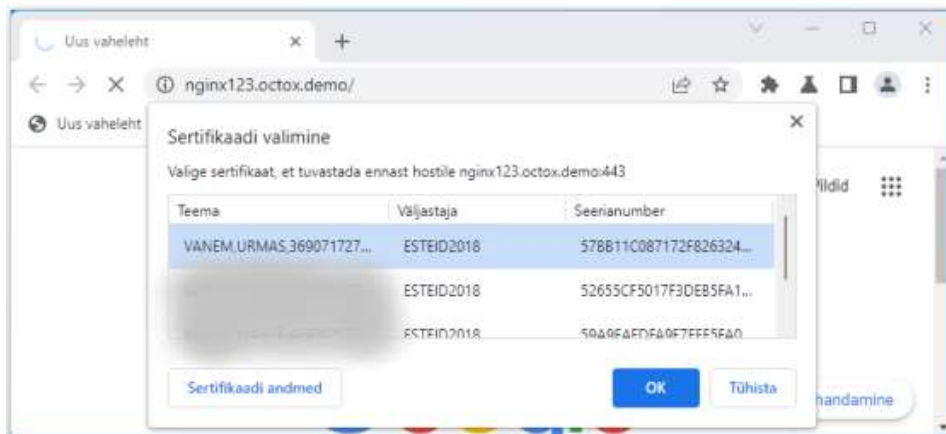 Uus vaheleht
nginx123.octox.demo/
Uus vaheleht
Sertifikaadi valimine
Valige sertifikaat, et tuvastada ennast hostile nginx123.octox.demo:443
Pildid
Teema Väljastaja Seerianumber
VANEM,URMAS,369071727... ESTEID2018 578B11C087172F826324...
ESTEID2018 52655CF5017F3DEB5FA1...
ESTEID2018
Sertifikaadi andmed OK Tühista
handamine